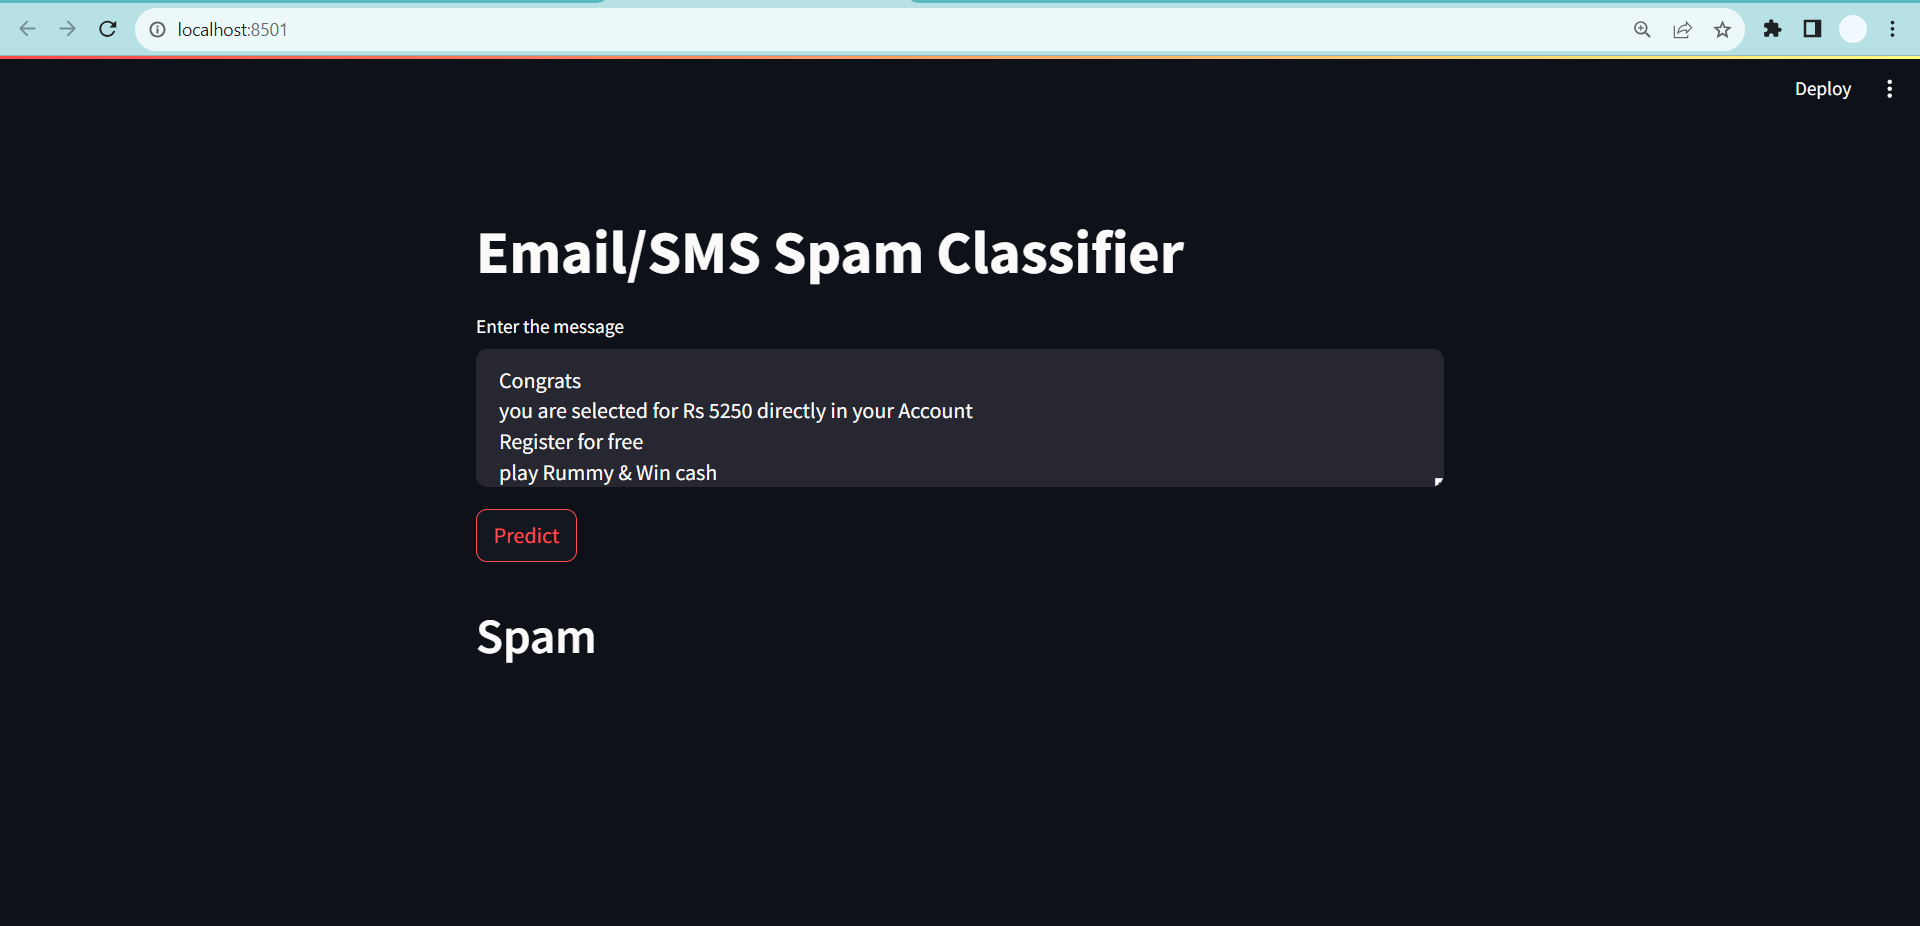 localhost:8501
Deploy
Email/SMS Spam Classifier
Enter the message
Congrats
you are selected for Rs 5250 directly in your Account
Register for free
play Rummy & Win cash
Predict
Spam